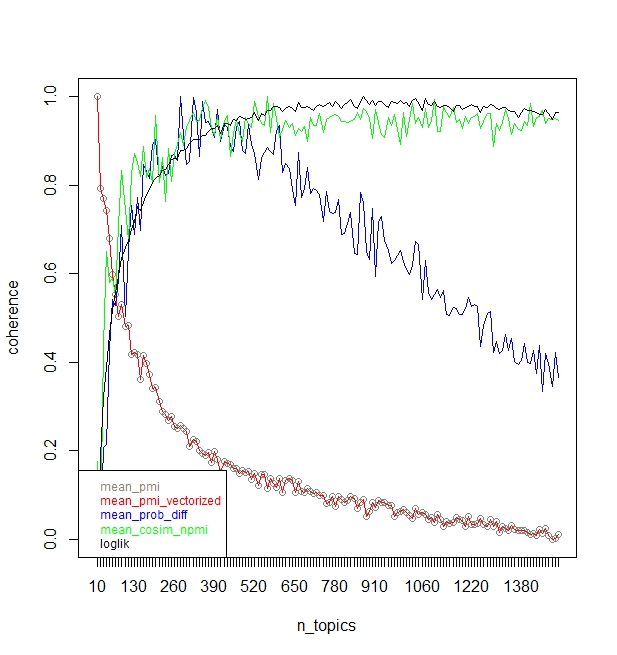 coherence
1.0
0.8
0.6
0.4
0.2
0.0
mean_pmi
mean_pmi_vectorized
mean_prob_diff
mean_cosim_npmi
loglik
10 130 260 390 520 650 780 910 1060 1220 1380
n_topics